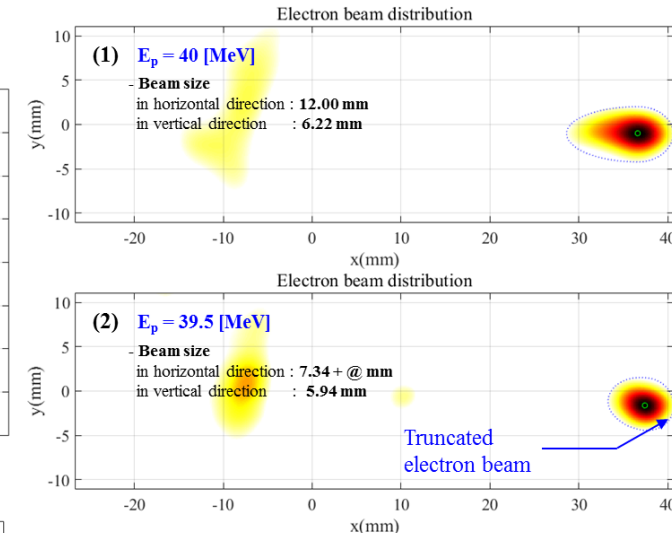 Electron beam distribution
(1) E_p = 40 [MeV]
- Beam size
in horizontal direction : 12.00 mm
in vertical direction : 6.22 mm
y(mm)
10
5
0
-5
-10
-20 -10 0 10 20 30 40
x(mm)
Electron beam distribution
(2) E_p = 39.5 [MeV]
- Beam size
in horizontal direction : 7.34 + @ mm
in vertical direction : 5.94 mm
y(mm)
10
5
0
-5
-10
Truncated
electron beam
-20 -10 0 10 20 30 40
x(mm)